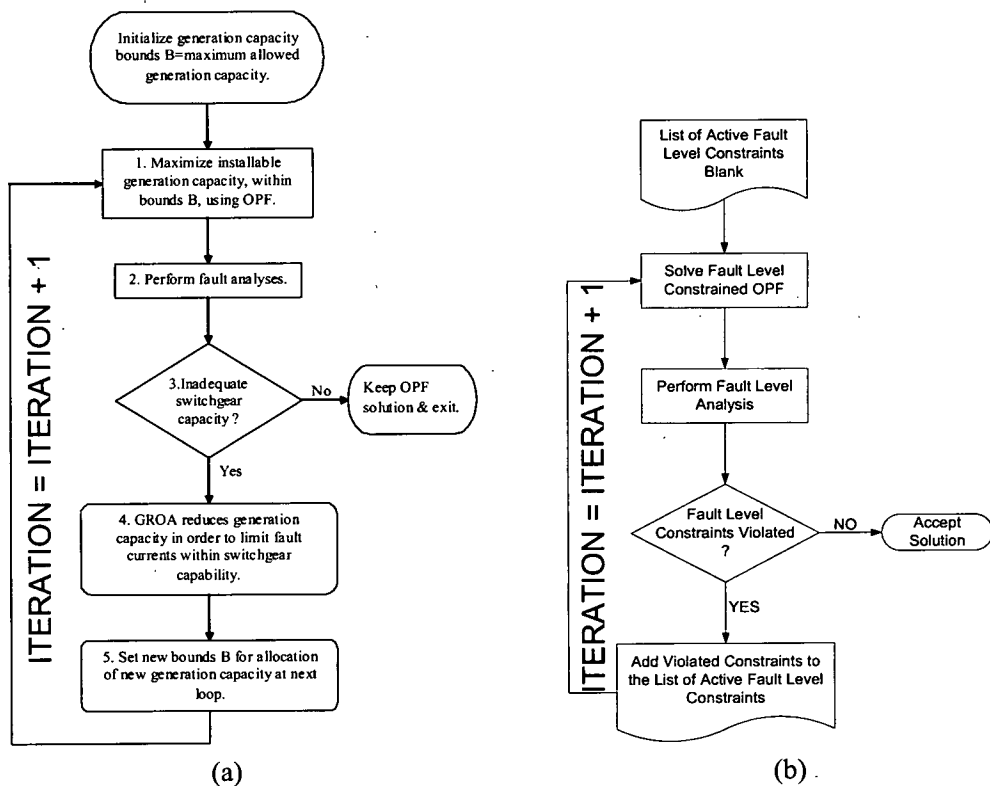 Initialize generation capacity
bounds B=maximum allowed
generation capacity.
1. Maximize installable
generation capacity, within
bounds B, using OPF.
2. Perform fault analyses.
3.Inadequate
switchgear
capacity ?
No
Keep OPF
solution & exit.
Yes
4. GROA reduces generation
capacity in order to limit fault
currents within switchgear
capability.
5. Set new bounds B for allocation
of new generation capacity at next
loop.
ITERATION = ITERATION + 1
(a)
List of Active Fault
Level Constraints
Blank
Solve Fault Level
Constrained OPF
Perform Fault Level
Analysis
Fault Level
Constraints Violated
?
NO
Accept
Solution
YES
Add Violated Constraints to
the List of Active Fault Level
Constraints
ITERATION = ITERATION + 1
(b)